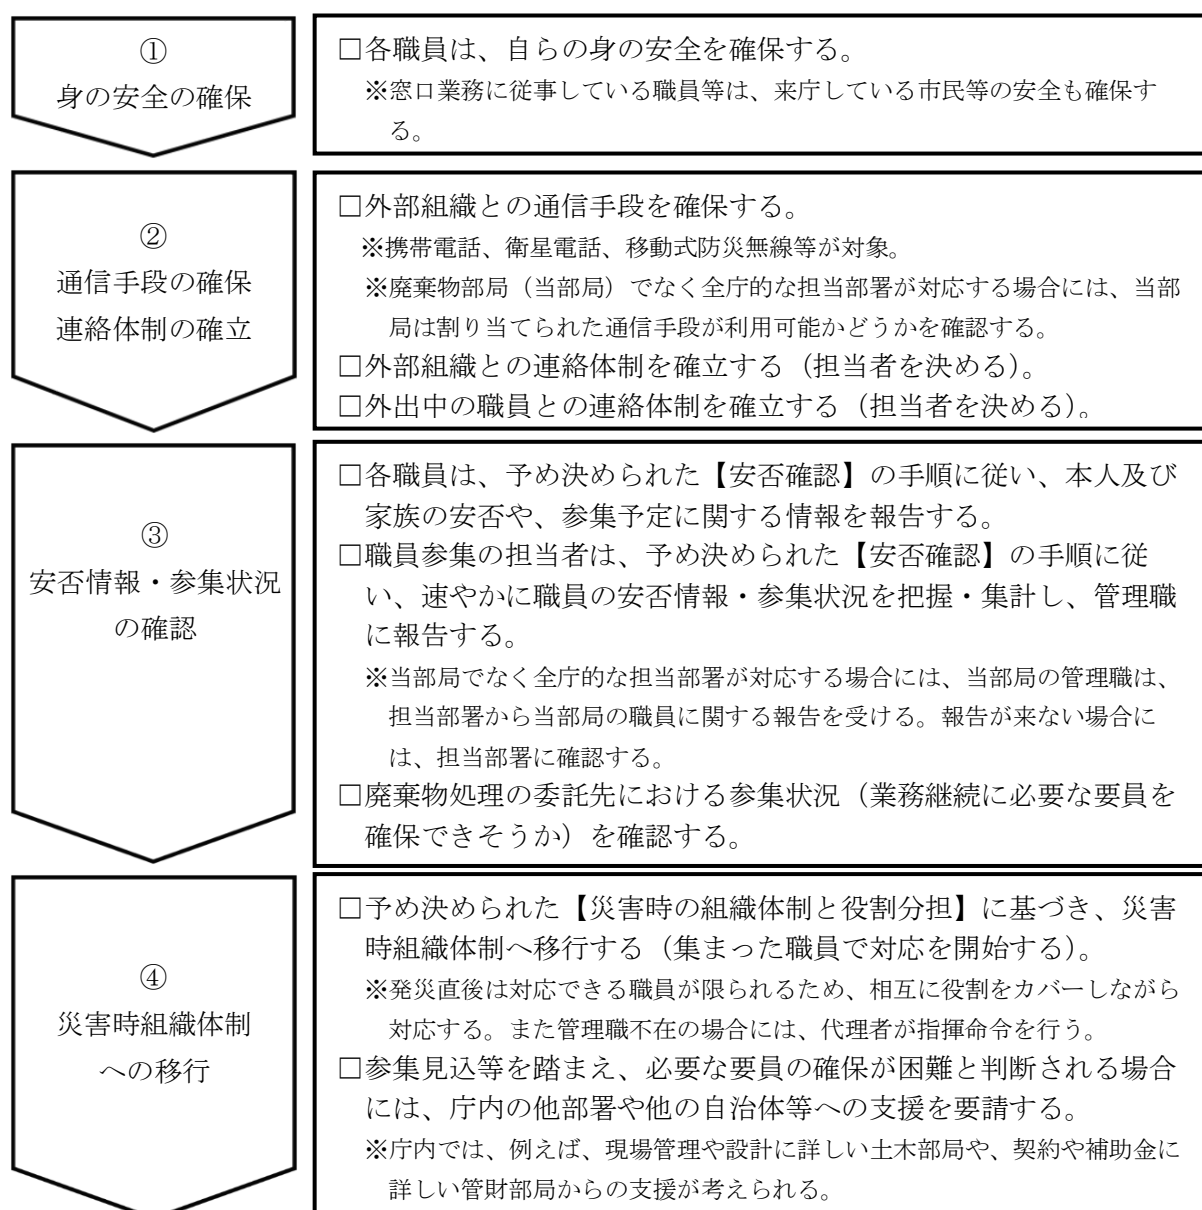 ①
身の安全の確保
□各職員は、自らの身の安全を確保する。
※窓口業務に従事している職員等は、来庁している市民等の安全も確保す
る。
②
通信手段の確保
連絡体制の確立
□外部組織との通信手段を確保する。
※携帯電話、衛星電話、移動式防災無線等が対象。
※廃棄物部局（当部局）でなく全庁的な担当部署が対応する場合には、当部
局は割り当てられた通信手段が利用可能かどうかを確認する。
□外部組織との連絡体制を確立する（担当者を決める）。
□外出中の職員との連絡体制を確立する（担当者を決める）。
③
安否情報・参集状況
の確認
□各職員は、予め決められた【安否確認】の手順に従い、本人及び
家族の安否や、参集予定に関する情報を報告する。
□職員参集の担当者は、予め決められた【安否確認】の手順に従
い、速やかに職員の安否情報・参集状況を把握・集計し、管理職
に報告する。
※当部局でなく全庁的な担当部署が対応する場合には、当部局の管理職は、
担当部署から当部局の職員に関する報告を受ける。報告が来ない場合に
は、担当部署に確認する。
□廃棄物処理の委託先における参集状況（業務継続に必要な要員を
確保できそうか）を確認する。
④
災害時組織体制
への移行
□予め決められた【災害時の組織体制と役割分担】に基づき、災害
時組織体制へ移行する（集まった職員で対応を開始する）。
※発災直後は対応できる職員が限られるため、相互に役割をカバーしながら
対応する。また管理職不在の場合には、代理者が指揮命令を行う。
□参集見込等を踏まえ、必要な要員の確保が困難と判断される場合
には、庁内の他部署や他の自治体等への支援を要請する。
※庁内では、例えば、現場管理や設計に詳しい土木部局や、契約や補助金に
詳しい管財部局からの支援が考えられる。